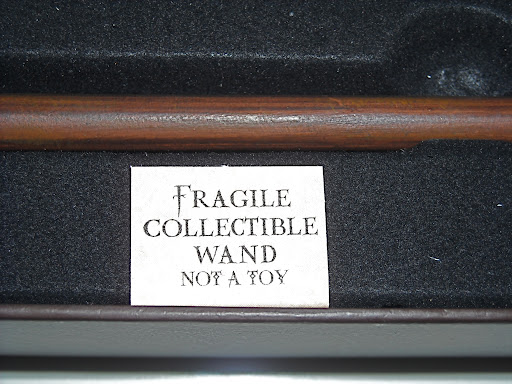 FRAGILE
COLLECTIBLE
WAND
NOT A TOY